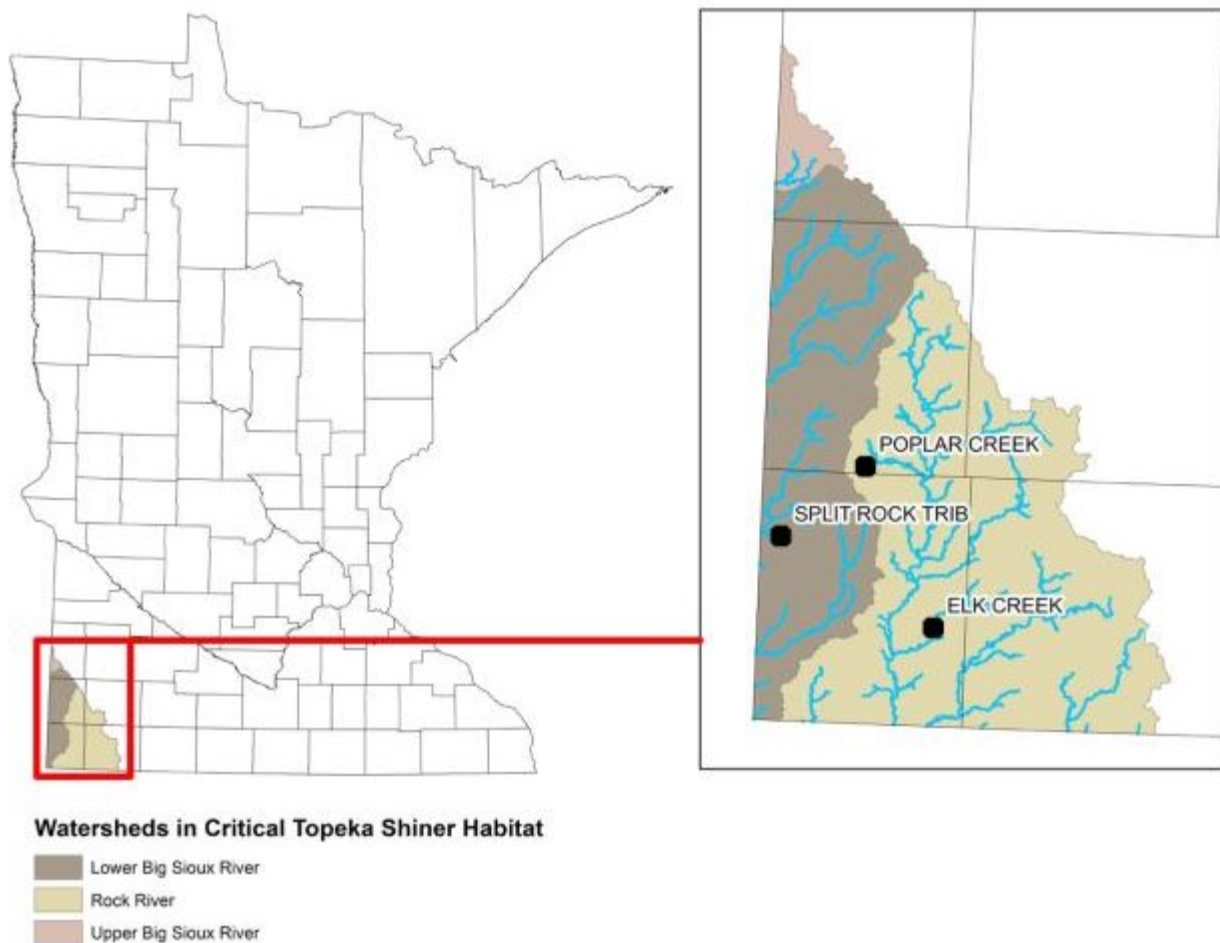 POPLAR CREEK
SPLIT ROCK TRIB
ELK CREEK
Watersheds in Critical Topeka Shiner Habitat
Lower Big Sioux River
Rock River
Upper Big Sioux River